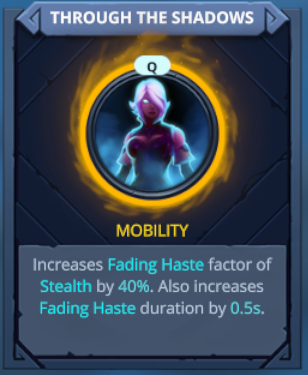 THROUGH THE SHADOWS
Q
MOBILITY
Increases Fading Haste factor of
Stealth by 40%. Also increases
Fading Haste duration by 0.5s.